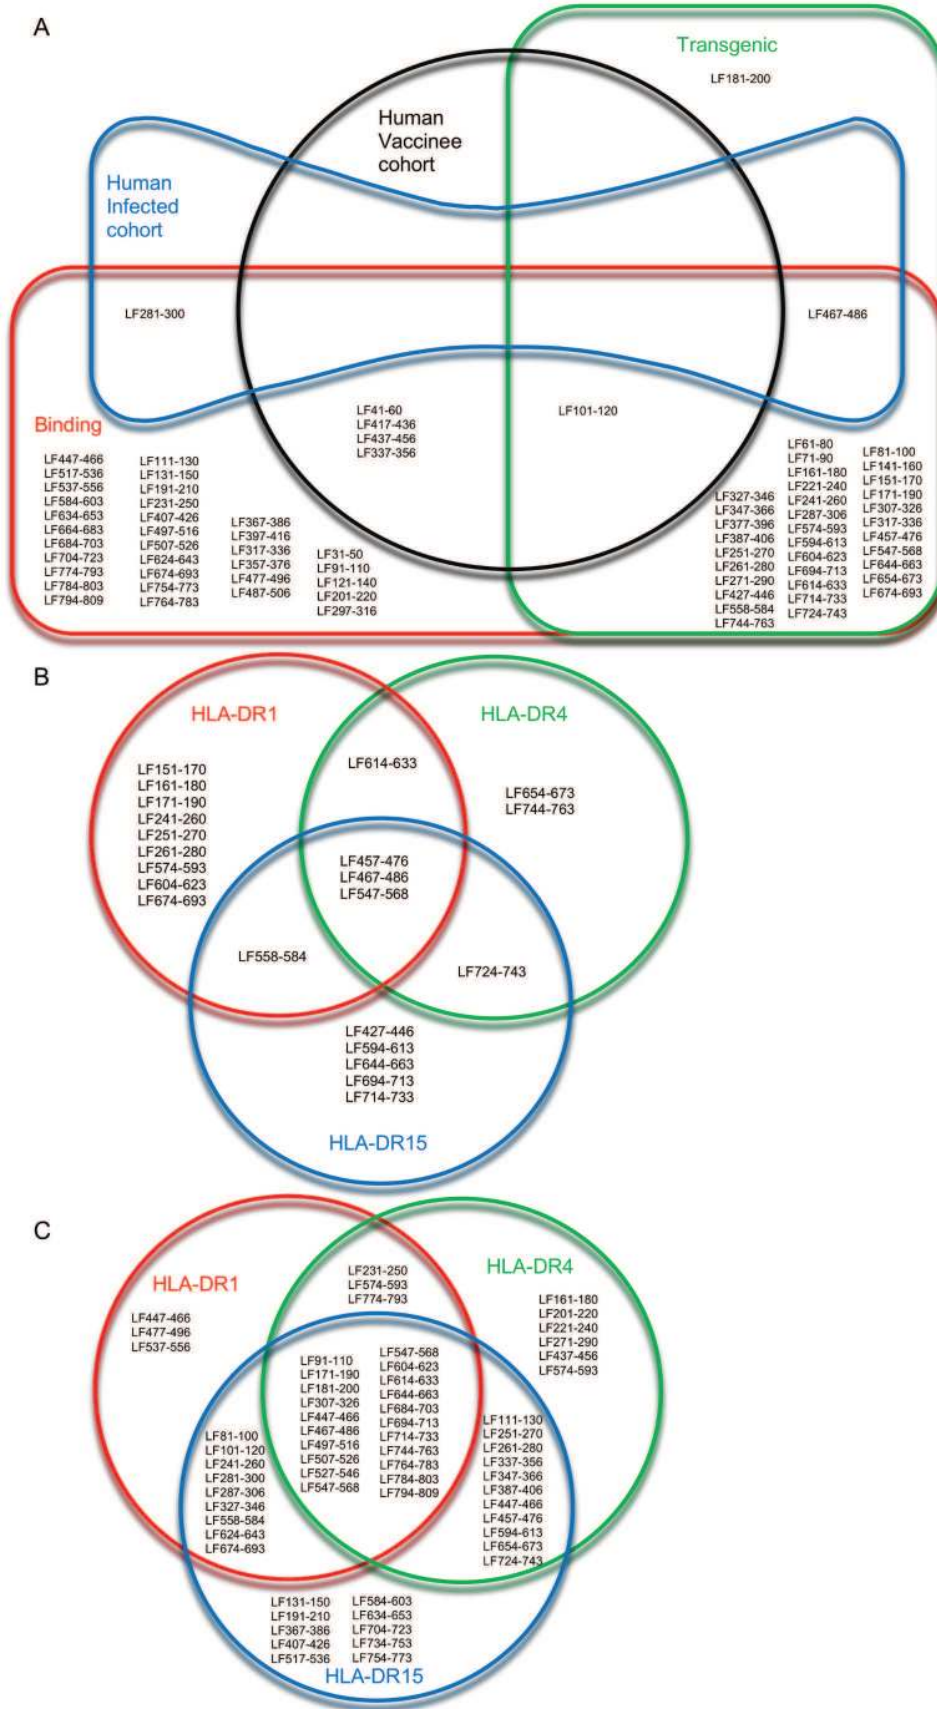 A
Transgenic
LF181-200
Human
Vaccinee
cohort
Human
Infected
cohort
LF281-300
LF467-486
Binding
LF447-466
LF517-536
LF537-556
LF584-603
LF634-653
LF664-683
LF684-703
LF704-723
LF774-793
LF784-803
LF794-809
LF111-130
LF131-150
LF191-210
LF231-250
LF407-426
LF497-516
LF507-526
LF624-643
LF674-693
LF754-773
LF764-783
LF367-386
LF397-416
LF317-336
LF357-376
LF477-496
LF487-506
LF31-50
LF91-110
LF121-140
LF201-220
LF297-316
LF41-60
LF417-436
LF437-456
LF337-356
LF101-120
LF327-346
LF347-366
LF377-396
LF387-406
LF251-270
LF261-280
LF271-290
LF427-446
LF558-584
LF744-763
LF61-80
LF71-90
LF161-180
LF221-240
LF241-260
LF287-306
LF574-593
LF594-613
LF604-623
LF694-713
LF614-633
LF714-733
LF724-743
LF81-100
LF141-160
LF151-170
LF171-190
LF307-326
LF317-336
LF457-476
LF547-568
LF644-663
LF654-673
LF674-693
B
HLA-DR1
HLA-DR4
LF151-170
LF161-180
LF171-190
LF241-260
LF251-270
LF261-280
LF574-593
LF604-623
LF674-693
LF614-633
LF654-673
LF744-763
LF457-476
LF467-486
LF547-568
LF558-584
LF724-743
LF427-446
LF594-613
LF644-663
LF694-713
LF714-733
HLA-DR15
C
HLA-DR1
HLA-DR4
LF447-466
LF477-496
LF537-556
LF231-250
LF574-593
LF774-793
LF161-180
LF201-220
LF221-240
LF271-290
LF437-456
LF574-593
LF91-110
LF171-190
LF181-200
LF307-326
LF447-466
LF467-486
LF497-516
LF507-526
LF527-546
LF547-568
LF547-568
LF604-623
LF614-633
LF644-663
LF684-703
LF694-713
LF714-733
LF744-763
LF764-783
LF784-803
LF794-809
LF81-100
LF101-120
LF241-260
LF281-300
LF287-306
LF327-346
LF558-584
LF624-643
LF674-693
LF111-130
LF251-270
LF261-280
LF337-356
LF347-366
LF387-406
LF447-466
LF457-476
LF594-613
LF654-673
LF724-743
LF131-150
LF191-210
LF367-386
LF407-426
LF517-536
LF584-603
LF634-653
LF704-723
LF734-753
LF754-773
HLA-DR15